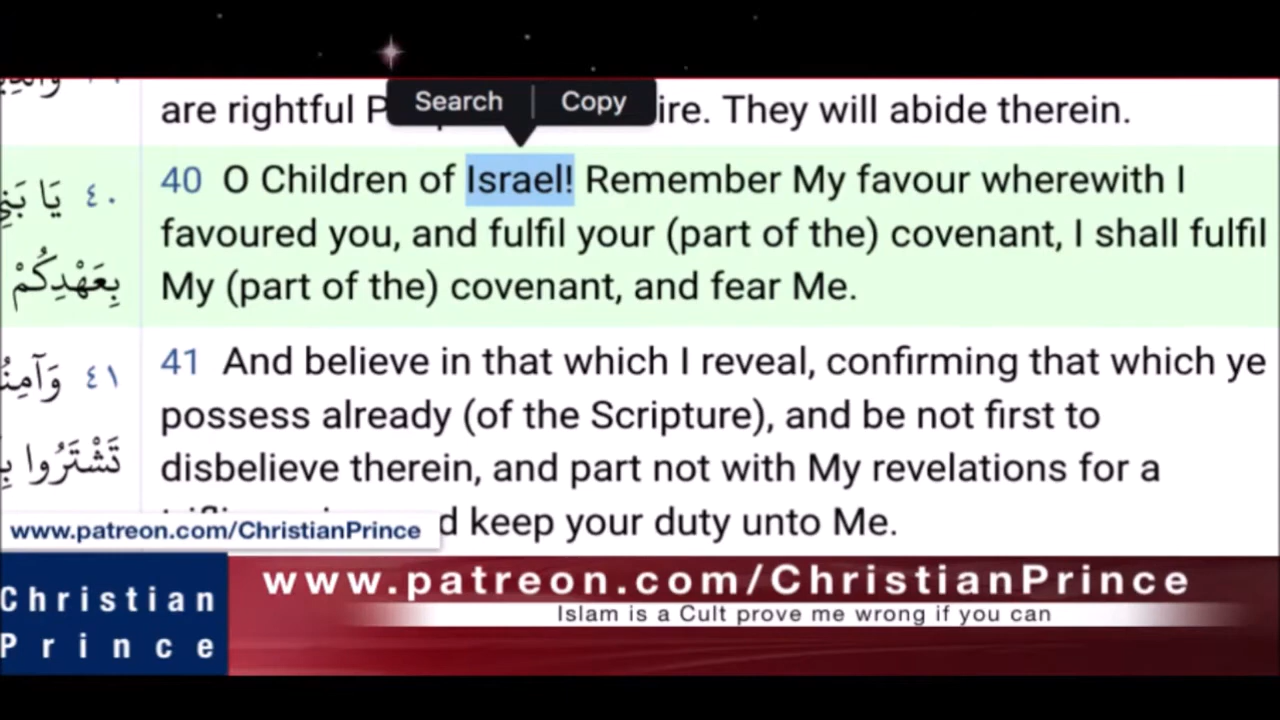 Search Copy
are rightful ire. They will abide therein.
٤٠ يَا بَنِي
40 O Children of Israel! Remember My favour wherewith I
favoured you, and fulfil your (part of the) covenant, I shall fulfil
بِعَهْدِكُمْ
My (part of the) covenant, and fear Me.
٤١
41 And believe in that which I reveal, confirming that which ye
possess already (of the Scripture), and be not first to
تَشْتَرُوا
disbelieve therein, and part not with My revelations for a
keep your duty unto Me.
www.patreon.com/ChristianPrince
Christian
Prince
www.patreon.com/ChristianPrince
Islam is a Cult prove me wrong if you can